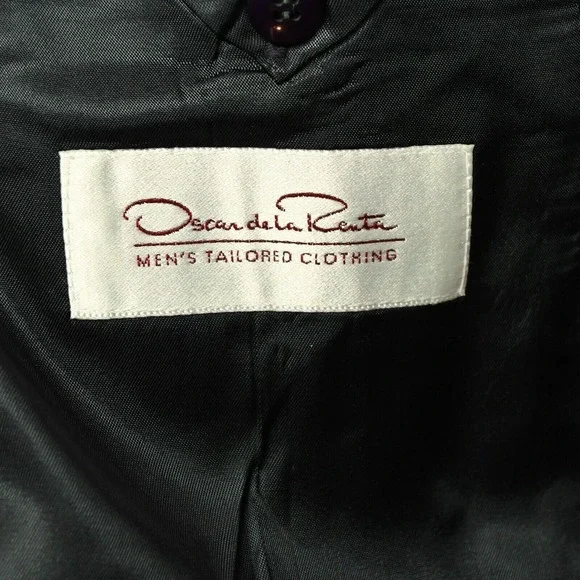 Oscar de la Renta
MEN'S TAILORED CLOTHING